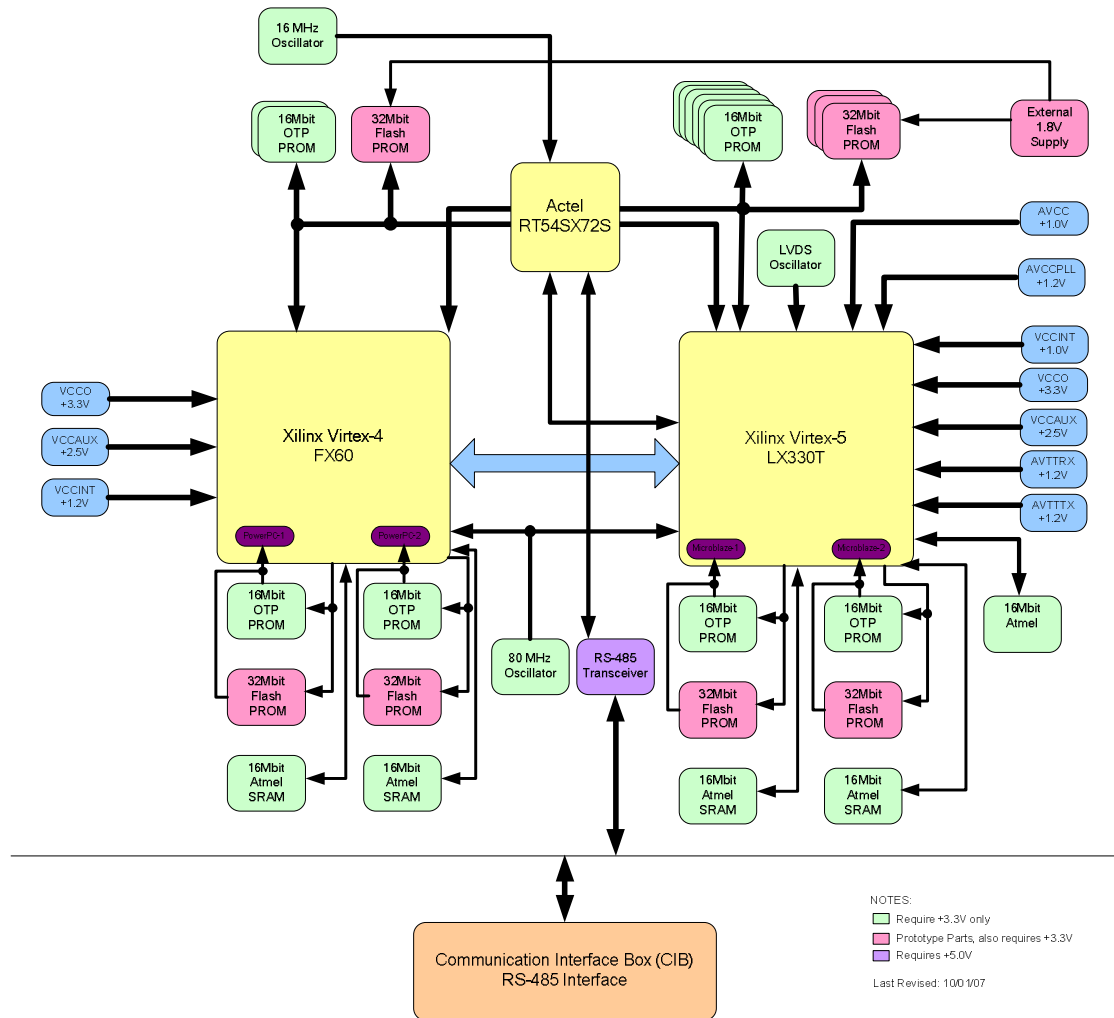 16 MHz
Oscillator
16Mbit
OTP
PROM
32Mbit
Flash
PROM
16Mbit
OTP
PROM
32Mbit
Flash
PROM
External
1.8V
Supply
Actel
RT54SX72S
LVDS
Oscillator
AVCC
+1.0V
AVCCPLL
+1.2V
VCCINT
+1.0V
VCCO
+3.3V
VCCAUX
+2.5V
AVTTRX
+1.2V
AVTTTX
+1.2V
VCCO
+3.3V
VCCAUX
+2.5V
VCCINT
+1.2V
Xilinx Virtex-4
FX60
Xilinx Virtex-5
LX330T
PowerPC-1
PowerPC-2
Microblaze-1
Microblaze-2
16Mbit
OTP
PROM
16Mbit
OTP
PROM
16Mbit
OTP
PROM
16Mbit
OTP
PROM
16Mbit
Atmel
80 MHz
Oscillator
RS-485
Transceiver
32Mbit
Flash
PROM
32Mbit
Flash
PROM
32Mbit
Flash
PROM
32Mbit
Flash
PROM
16Mbit
Atmel
SRAM
16Mbit
Atmel
SRAM
16Mbit
Atmel
SRAM
16Mbit
Atmel
SRAM
Communication Interface Box (CIB)
RS-485 Interface
NOTES:
Require +3.3V only
Prototype Parts, also requires +3.3V
Requires +5.0V
Last Revised: 10/01/07